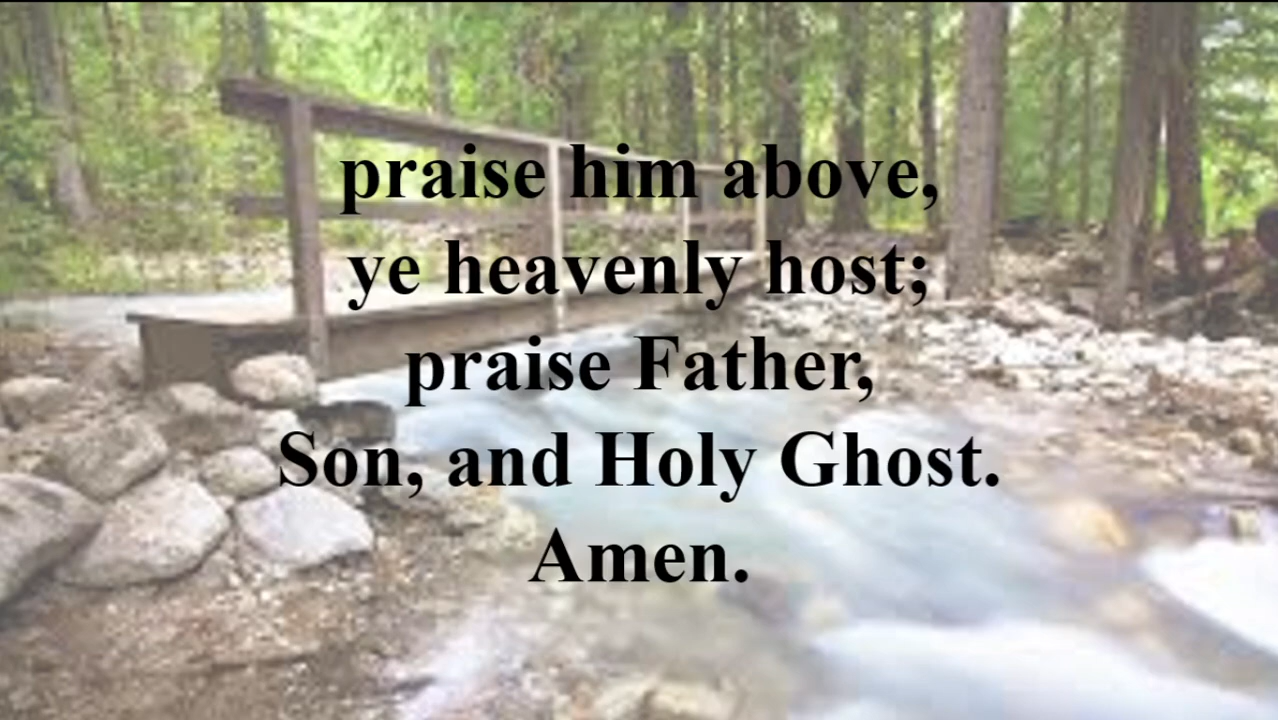 praise him above,
ye heavenly host;
praise Father,
Son, and Holy Ghost.
Amen.